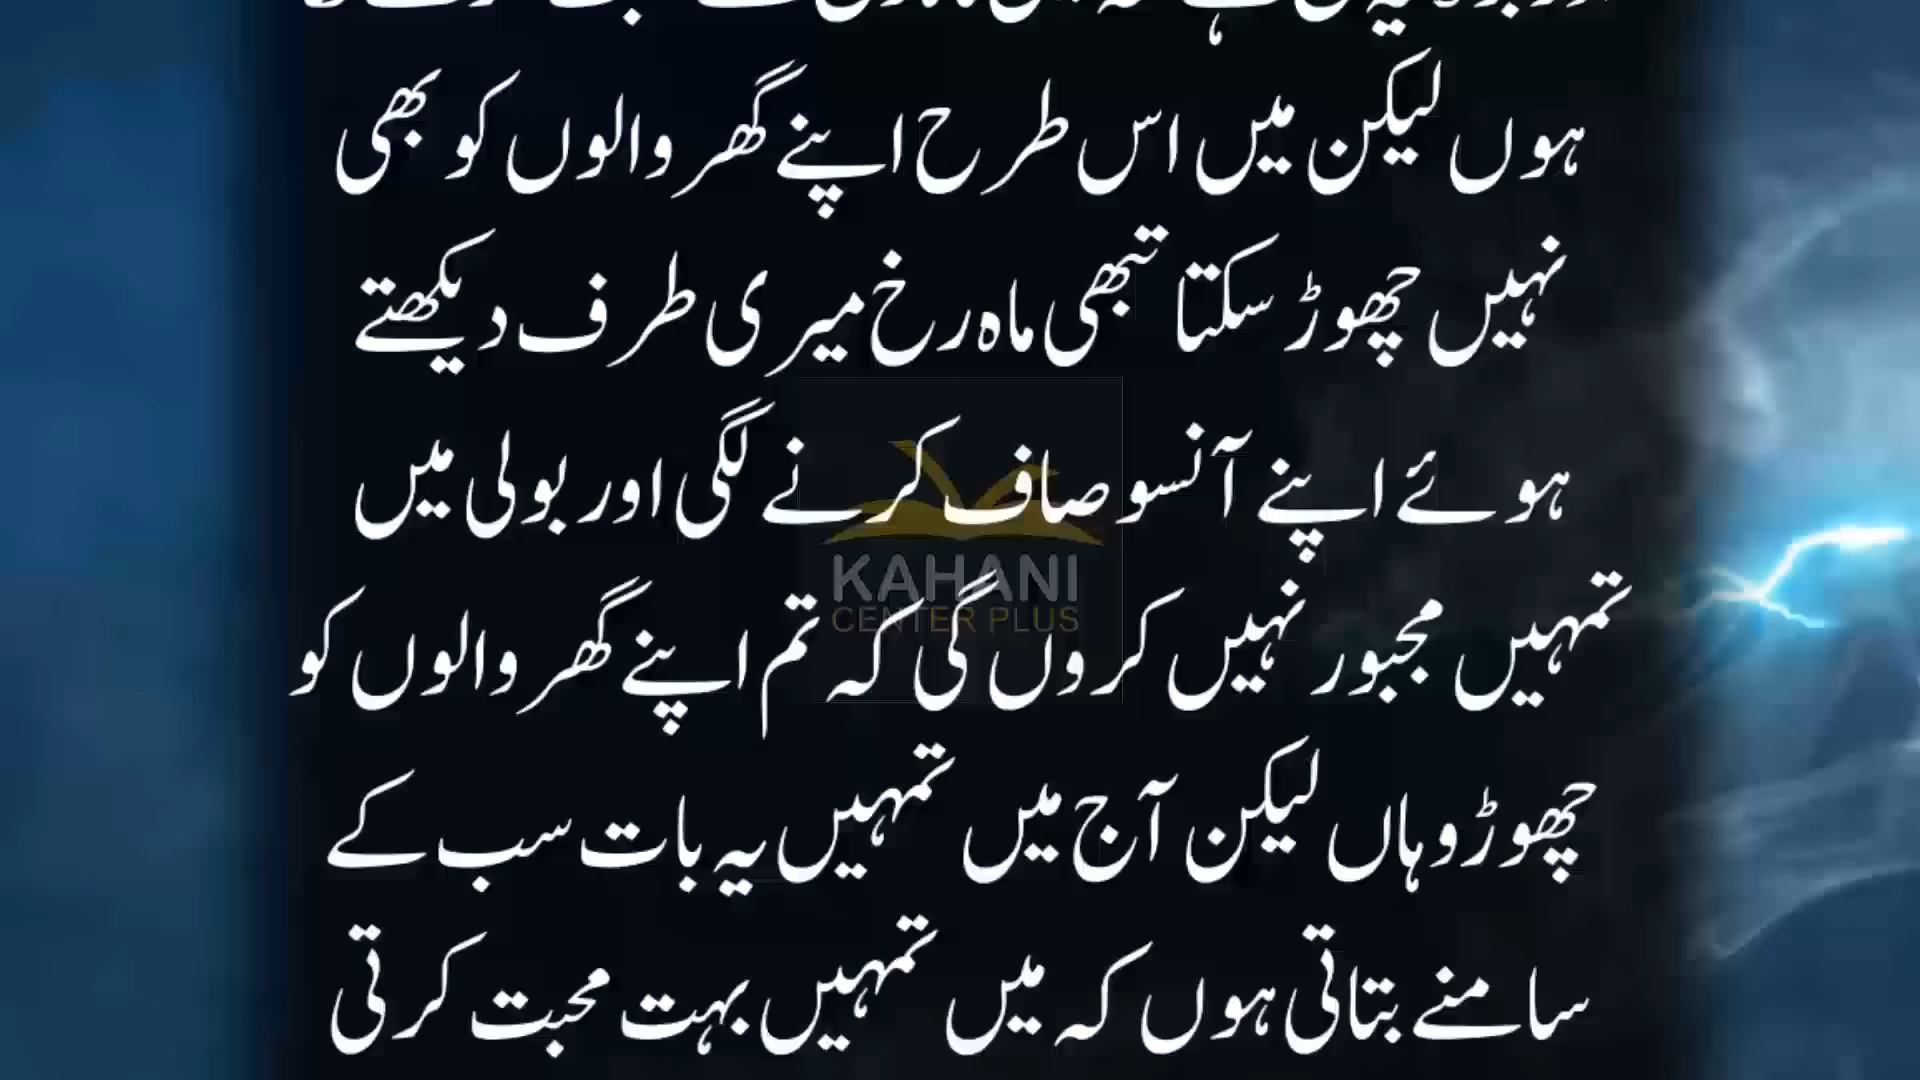 ہوں لیکن میں اس طرح اپنے گھر والوں کو بھی
نہیں چھوڑ سکتا تبھی ماہ رخ میری طرف دیکھتے
ہوئے اپنے آنسو صاف کرنے لگی اور بولی میں
KAHANI
CENTER PLUS
تمہیں مجبور نہیں کروں گی کہ تم اپنے گھر والوں کو
چھوڑو ہاں لیکن آج میں تمہیں یہ بات سب کے
سامنے بتاتی ہوں کہ میں تمہیں بہت محبت کرتی